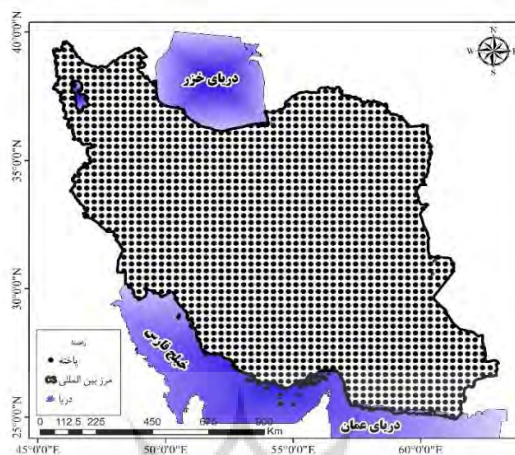 40°0'0"N
35°0'0"N
30°0'0"N
25°0'0"N
N
W
E
S
دریای خزر
خلیج فارس
دریای عمان
پاخته
مرز بین المللی
دریا
0 112.5 225 450 675 900
Km
45°0'0"E 50°0'0"E 55°0'0"E 60°0'0"E